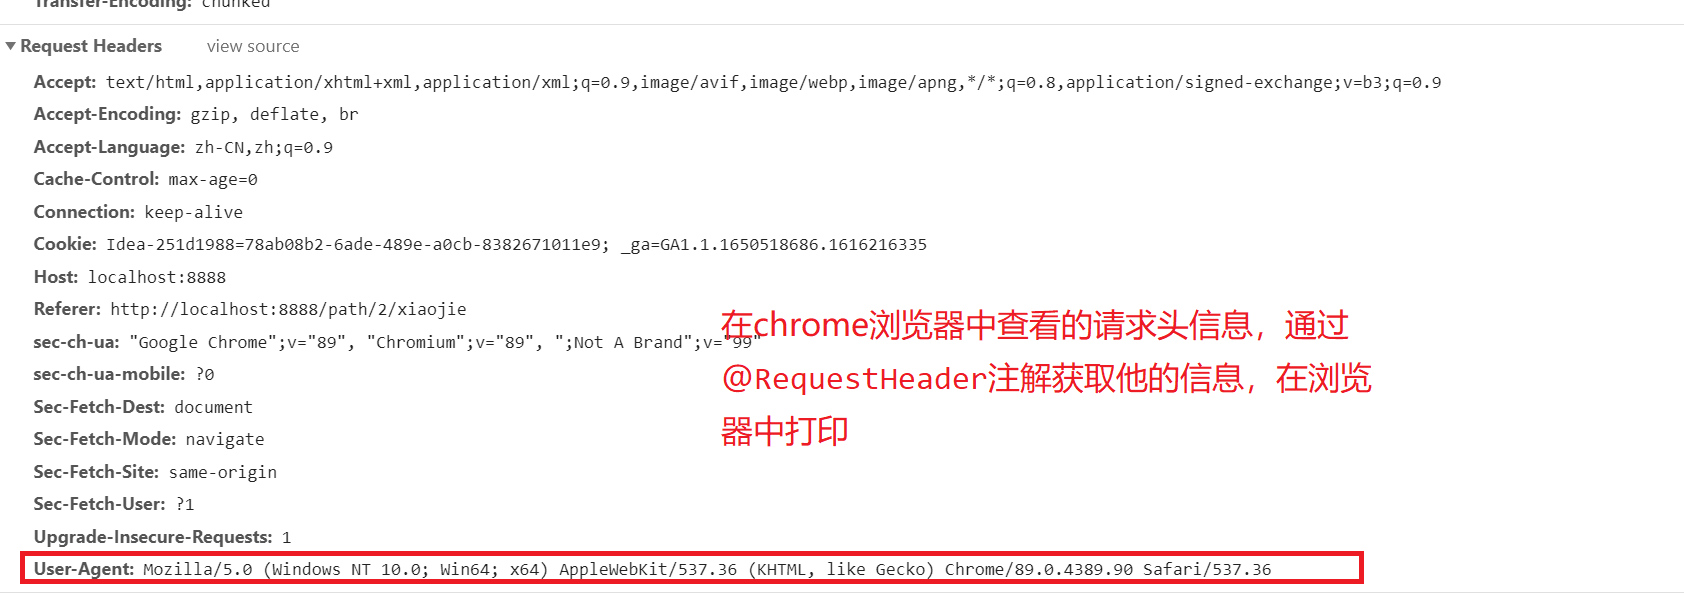 Transfer-Encoding: chunked
Request Headers view source
Accept: text/html,application/xhtml+xml,application/xml;q=0.9,image/avif,image/webp,image/apng,*/*;q=0.8,application/signed-exchange;v=b3;q=0.9
Accept-Encoding: gzip, deflate, br
Accept-Language: zh-CN,zh;q=0.9
Cache-Control: max-age=0
Connection: keep-alive
Cookie: Idea-251d1988=78ab08b2-6ade-489e-a0cb-8382671011e9; _ga=GA1.1.1650518686.1616216335
Host: localhost:8888
Referer: http://localhost:8888/path/2/xiaojie
sec-ch-ua: "Google Chrome";v="89", "Chromium";v="89", ";Not A Brand";v="99"
sec-ch-ua-mobile: ?0
Sec-Fetch-Dest: document
Sec-Fetch-Mode: navigate
Sec-Fetch-Site: same-origin
Sec-Fetch-User: ?1
Upgrade-Insecure-Requests: 1
User-Agent: Mozilla/5.0 (Windows NT 10.0; Win64; x64) AppleWebKit/537.36 (KHTML, like Gecko) Chrome/89.0.4389.90 Safari/537.36
在chrome浏览器中查看的请求头信息，通过
@RequestHeader注解获取他的信息，在浏览
器中打印